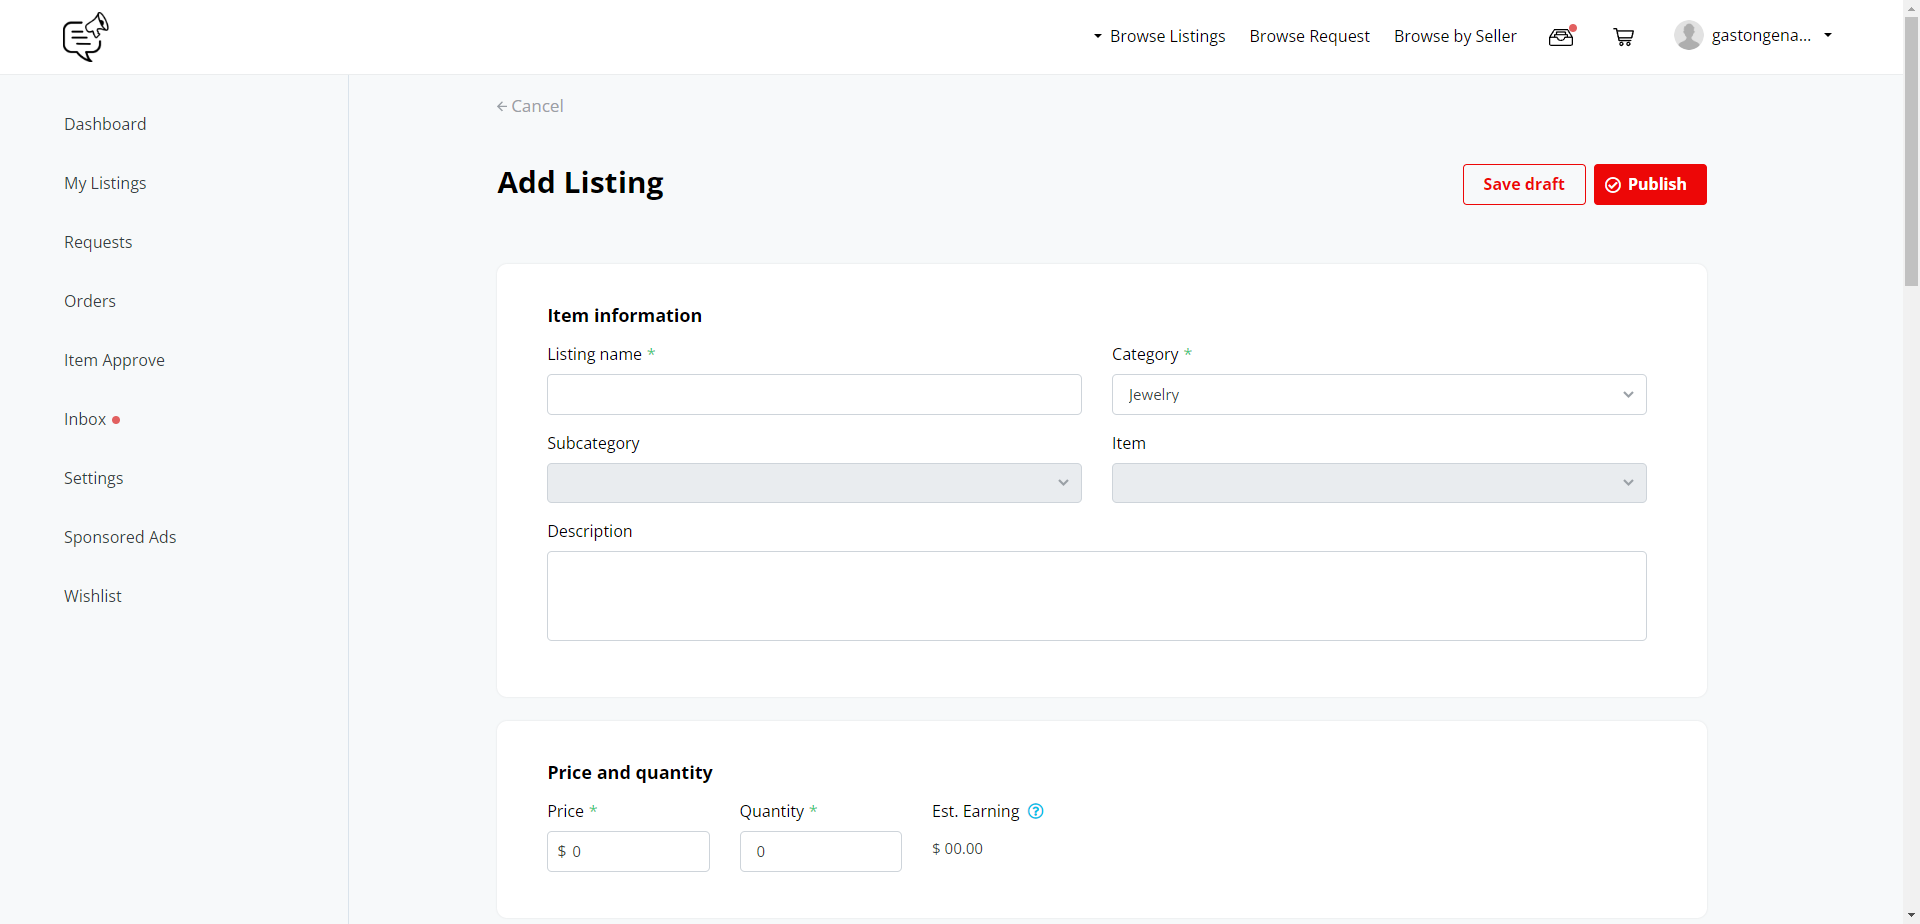 Browse Listings Browse Request Browse by Seller gastongena...
Dashboard
My Listings
Requests
Orders
Item Approve
Inbox
Settings
Sponsored Ads
Wishlist
← Cancel
Add Listing
Save draft Publish
Item information
Listing name * Category *
Jewelry
Subcategory Item
Description
Price and quantity
Price * Quantity * Est. Earning ?
$ 0 0 $ 00.00